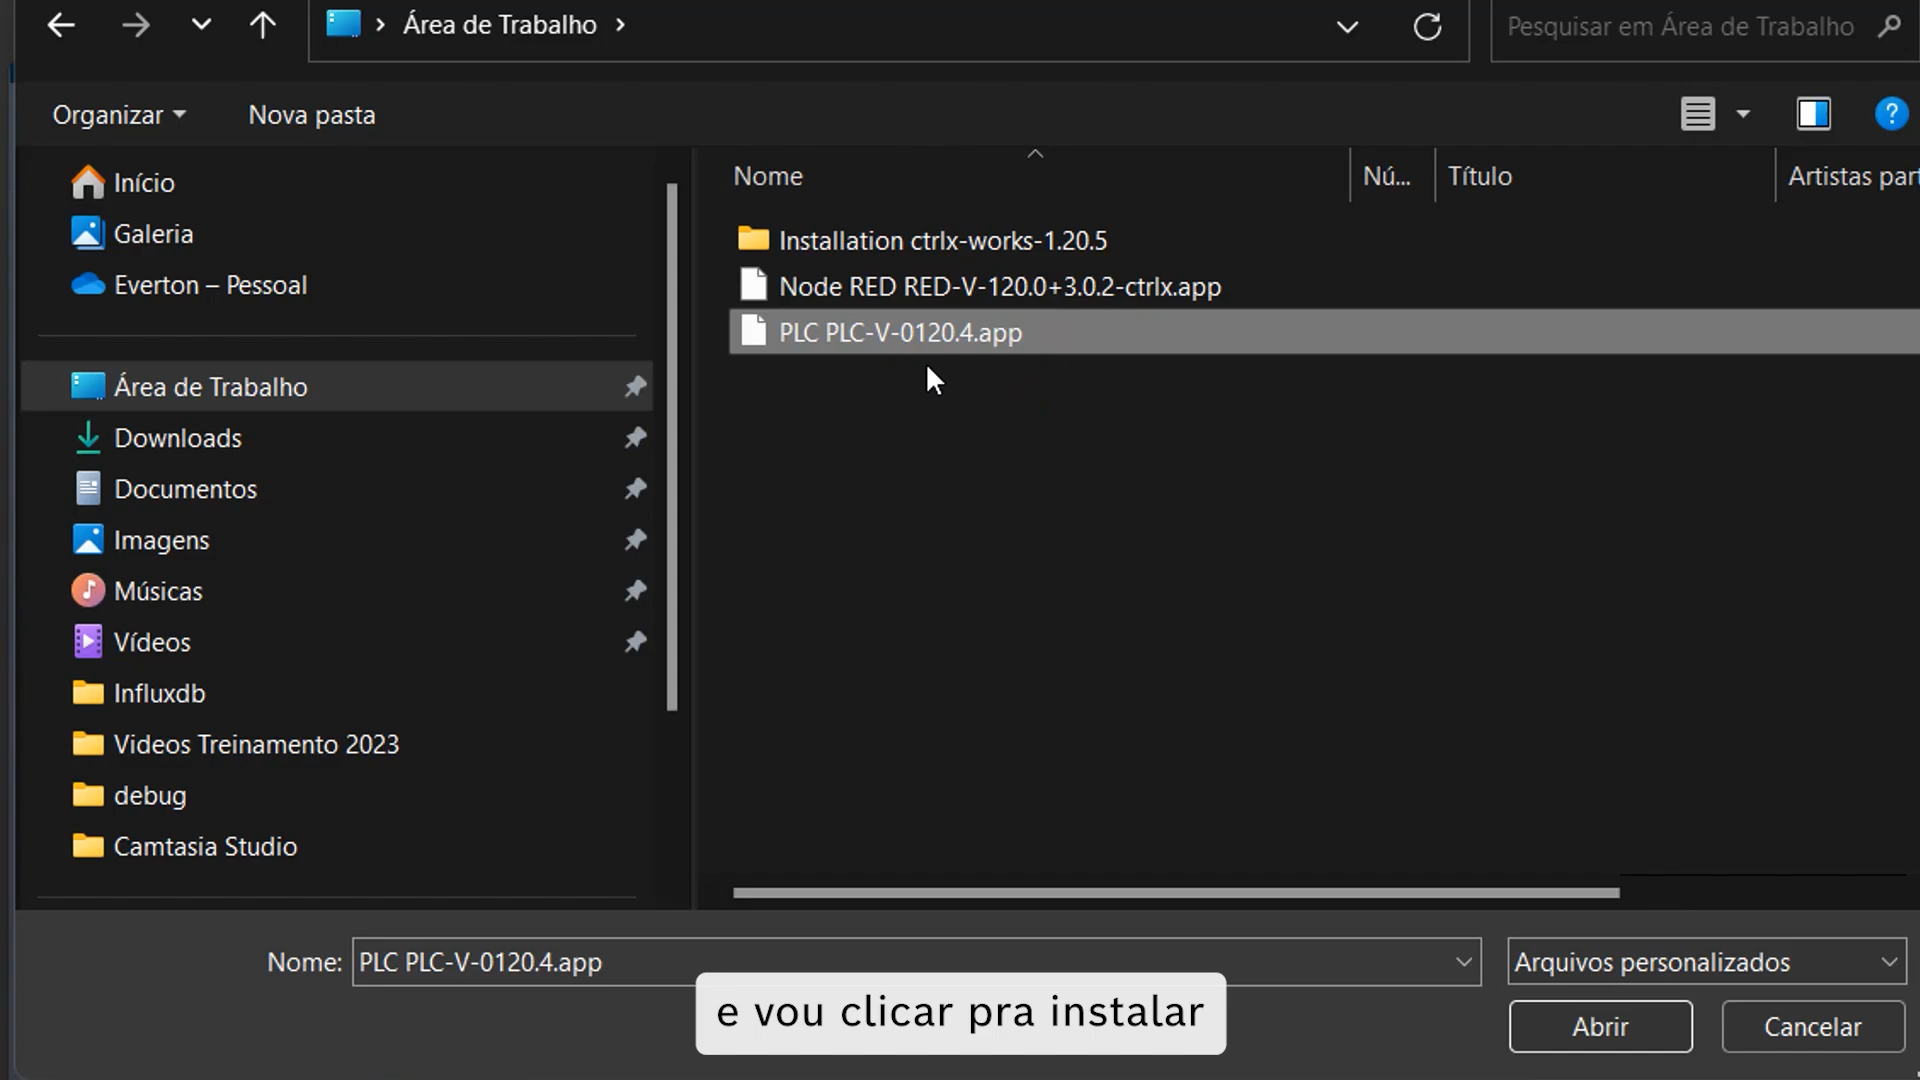 Área de Trabalho
Pesquisar em Área de Trabalho
Organizar
Nova pasta
?
Início
Galeria
Everton – Pessoal
Área de Trabalho
Downloads
Documentos
Imagens
Músicas
Vídeos
Influxdb
Videos Treinamento 2023
debug
Camtasia Studio
Nome
Nú...
Título
Artistas part
Installation ctrlx-works-1.20.5
Node RED RED-V-120.0+3.0.2-ctrlx.app
PLC PLC-V-0120.4.app
Nome: PLC PLC-V-0120.4.app
Arquivos personalizados
e vou clicar pra instalar
Abrir
Cancelar